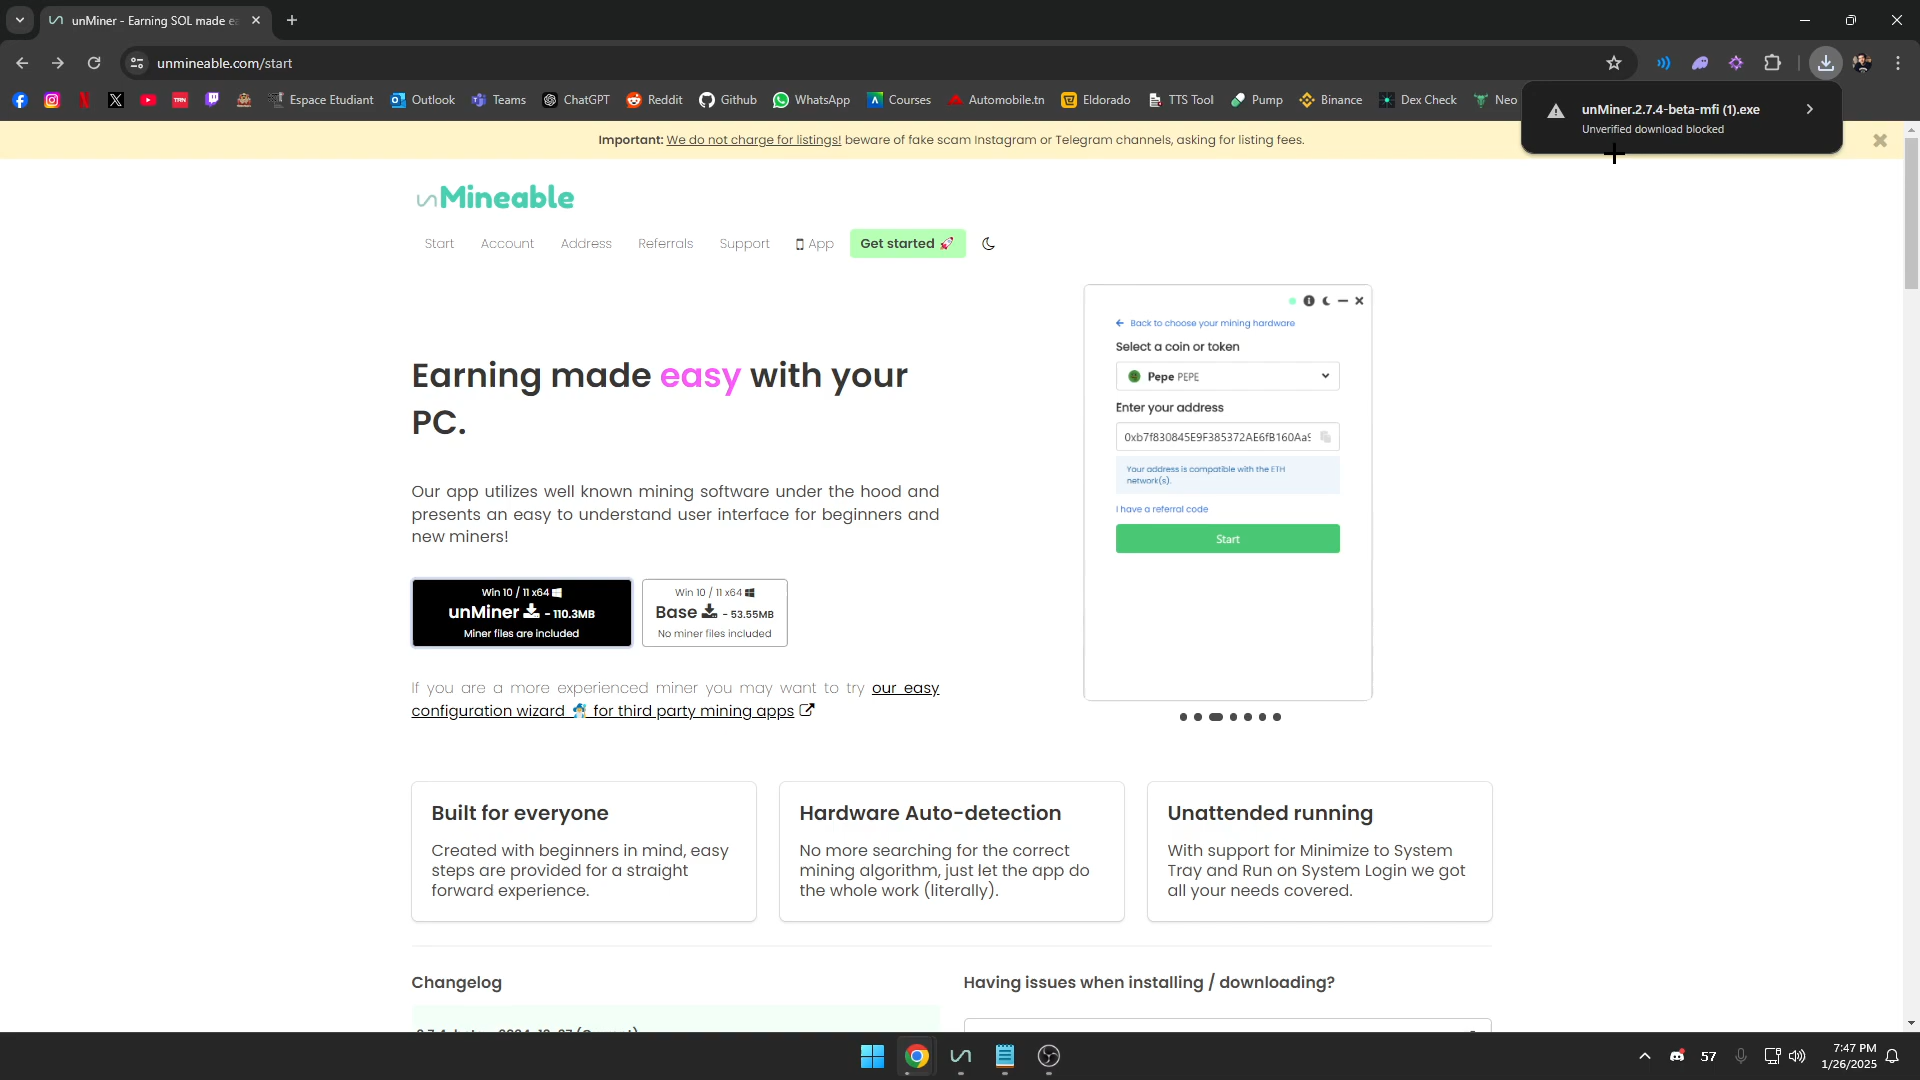 unMiner - Earning SOL made ea
unmineable.com/start
Espace Etudiant
Outlook
Teams
ChatGPT
Reddit
Github
WhatsApp
Courses
Automobile.tn
Eldorado
TTS Tool
Pump
Binance
Dex Check
Neo
TRN
unMiner.2.7.4-beta-mfi (1).exe
Unverified download blocked
Important: We do not charge for listings! beware of fake scam Instagram or Telegram channels, asking for listing fees.
unMineable
Start
Account
Address
Referrals
Support
App
Get started 🚀
Earning made easy with your
PC.
Our app utilizes well known mining software under the hood and
presents an easy to understand user interface for beginners and
new miners!
Win 10 / 11 x64
unMiner - 110.3MB
Miner files are included
Win 10 / 11 x64
Base - 53.55MB
No miner files included
If you are a more experienced miner you may want to try our easy
configuration wizard for third party mining apps
Back to choose your mining hardware
Select a coin or token
Pepe PEPE
Enter your address
0xb7f830845E9F385372AE6fB160Aa9
Your address is compatible with the ETH
network(s).
I have a referral code
Start
Built for everyone
Created with beginners in mind, easy
steps are provided for a straight
forward experience.
Hardware Auto-detection
No more searching for the correct
mining algorithm, just let the app do
the whole work (literally).
Unattended running
With support for Minimize to System
Tray and Run on System Login we got
all your needs covered.
Changelog
Having issues when installing / downloading?
57
7:47 PM
1/26/2025